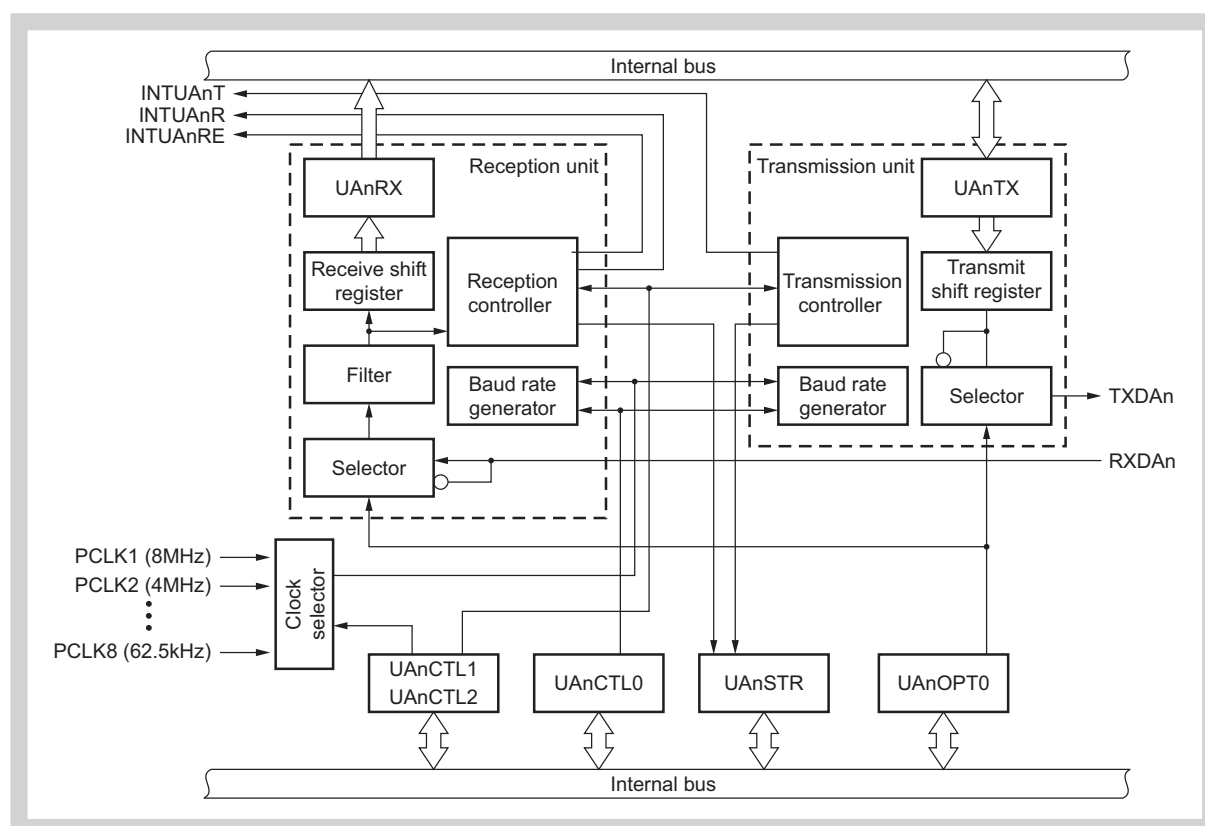 Internal bus
INTUAnT
INTUAnR
INTUAnRE
Reception unit
Transmission unit
UAnRX
UAnTX
Receive shift
register
Reception
controller
Transmission
controller
Transmit
shift register
Filter
Baud rate
generator
Baud rate
generator
Selector
TXDAn
Selector
RXDAn
PCLK1 (8MHz)
PCLK2 (4MHz)
PCLK8 (62.5kHz)
Clock
selector
UAnCTL1
UAnCTL2
UAnCTL0
UAnSTR
UAnOPT0
Internal bus